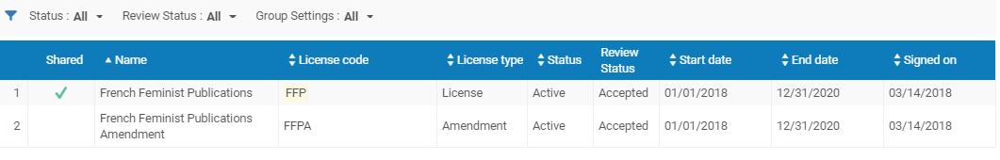 Status : All Review Status : All Group Settings : All
Shared Name License code License type Status Review Status Start date End date Signed on
1 French Feminist Publications FFP License Active Accepted 01/01/2018 12/31/2020 03/14/2018
2 French Feminist Publications Amendment FFPA Amendment Active Accepted 01/01/2018 12/31/2020 03/14/2018